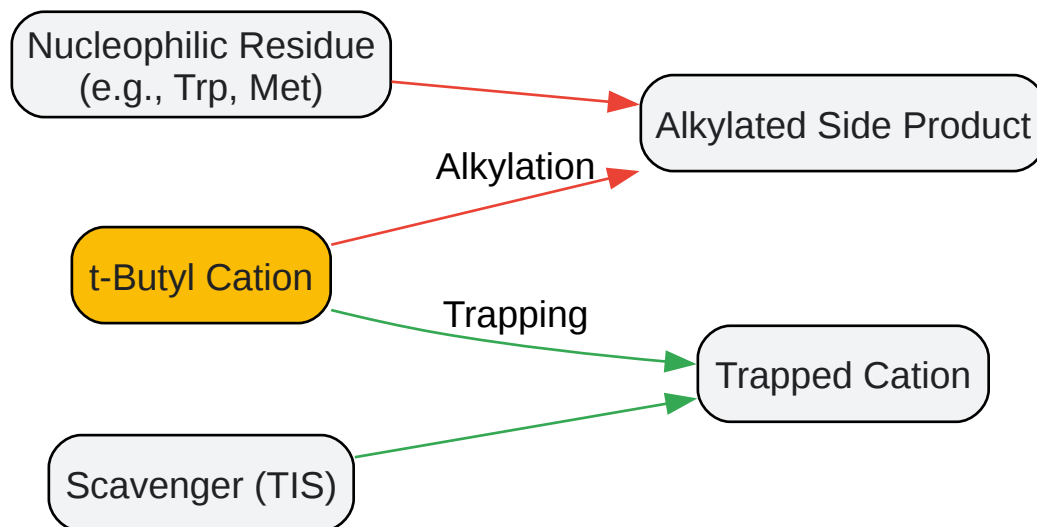 Nucleophilic Residue
(e.g., Trp, Met)
Alkylated Side Product
Alkylation
t-Butyl Cation
Trapping
Trapped Cation
Scavenger (TIS)